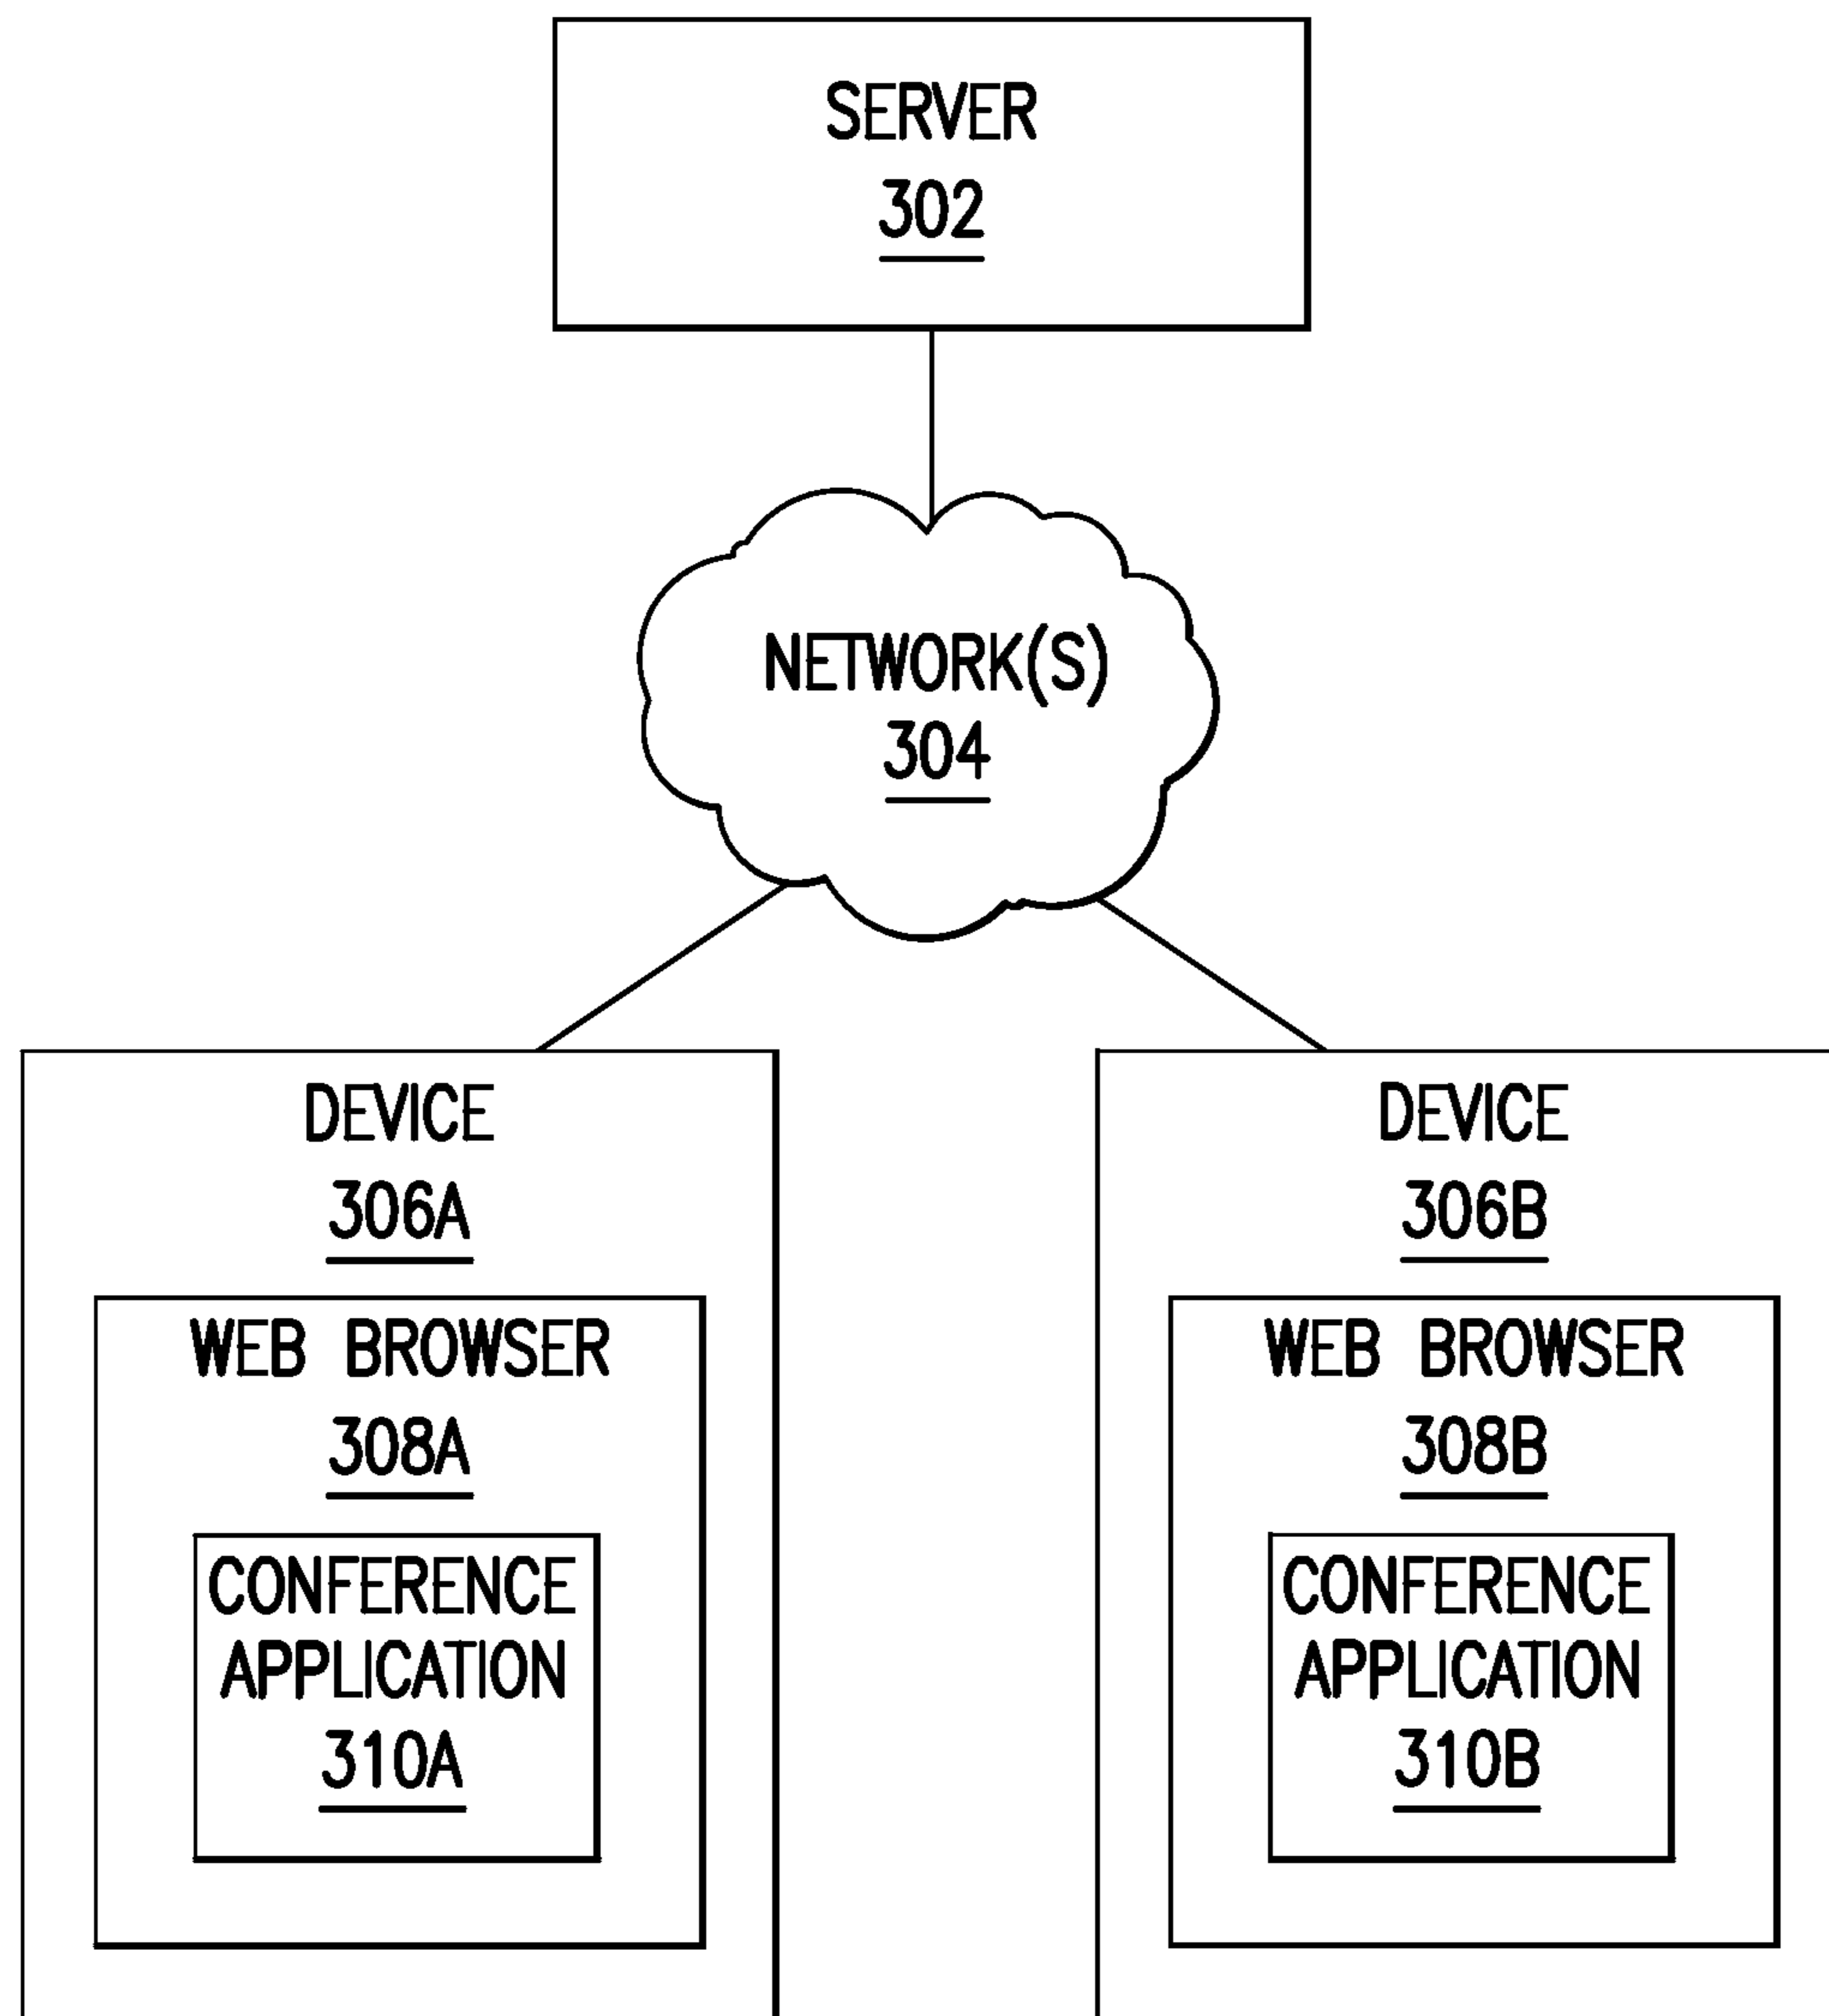 SERVER
302
NETWORK(S)
304
DEVICE
306A
WEB BROWSER
308A
CONFERENCE
APPLICATION
310A
DEVICE
306B
WEB BROWSER
308B
CONFERENCE
APPLICATION
310B